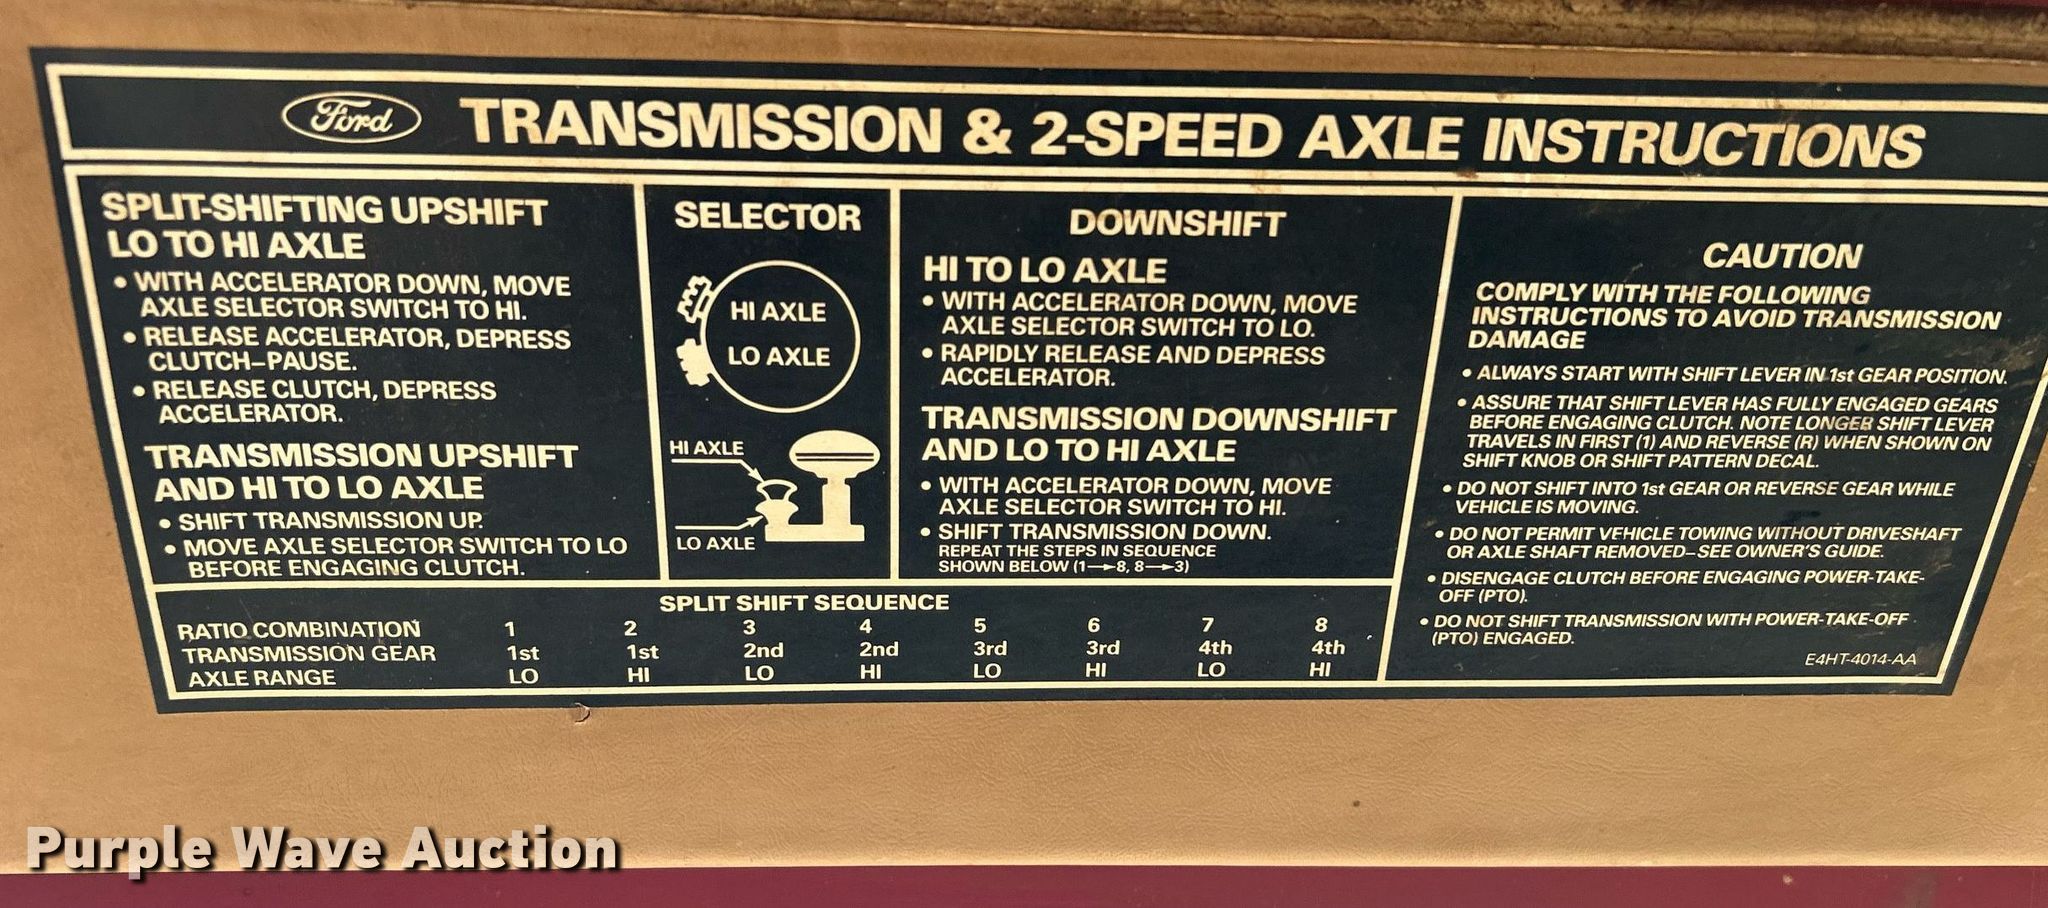 Ford TRANSMISSION & 2-SPEED AXLE INSTRUCTIONS
SPLIT-SHIFTING UPSHIFT
LO TO HI AXLE
• WITH ACCELERATOR DOWN, MOVE
AXLE SELECTOR SWITCH TO HI.
• RELEASE ACCELERATOR, DEPRESS
CLUTCH–PAUSE.
• RELEASE CLUTCH, DEPRESS
ACCELERATOR.
TRANSMISSION UPSHIFT
AND HI TO LO AXLE
• SHIFT TRANSMISSION UP.
• MOVE AXLE SELECTOR SWITCH TO LO
BEFORE ENGAGING CLUTCH.
SELECTOR
HI AXLE
LO AXLE
HI AXLE
LO AXLE
DOWNSHIFT
HI TO LO AXLE
• WITH ACCELERATOR DOWN, MOVE
AXLE SELECTOR SWITCH TO LO.
• RAPIDLY RELEASE AND DEPRESS
ACCELERATOR.
TRANSMISSION DOWNSHIFT
AND LO TO HI AXLE
• WITH ACCELERATOR DOWN, MOVE
AXLE SELECTOR SWITCH TO HI.
• SHIFT TRANSMISSION DOWN.
REPEAT THE STEPS IN SEQUENCE
SHOWN BELOW (1→8, 8→3)
SPLIT SHIFT SEQUENCE
RATIO COMBINATION 1 2 3 4 5 6 7 8
TRANSMISSION GEAR 1st 1st 2nd 2nd 3rd 3rd 4th 4th
AXLE RANGE LO HI LO HI LO HI LO HI
CAUTION
COMPLY WITH THE FOLLOWING
INSTRUCTIONS TO AVOID TRANSMISSION
DAMAGE
• ALWAYS START WITH SHIFT LEVER IN 1st GEAR POSITION.
• ASSURE THAT SHIFT LEVER HAS FULLY ENGAGED GEARS
BEFORE ENGAGING CLUTCH. NOTE LONGER SHIFT LEVER
TRAVELS IN FIRST (1) AND REVERSE (R) WHEN SHOWN ON
SHIFT KNOB OR SHIFT PATTERN DECAL.
• DO NOT SHIFT INTO 1st GEAR OR REVERSE GEAR WHILE
VEHICLE IS MOVING.
• DO NOT PERMIT VEHICLE TOWING WITHOUT DRIVESHAFT
OR AXLE SHAFT REMOVED–SEE OWNER'S GUIDE.
• DISENGAGE CLUTCH BEFORE ENGAGING POWER-TAKE-
OFF (PTO).
• DO NOT SHIFT TRANSMISSION WITH POWER-TAKE-OFF
(PTO) ENGAGED.
E4HT-4014-AA
Purple Wave Auction